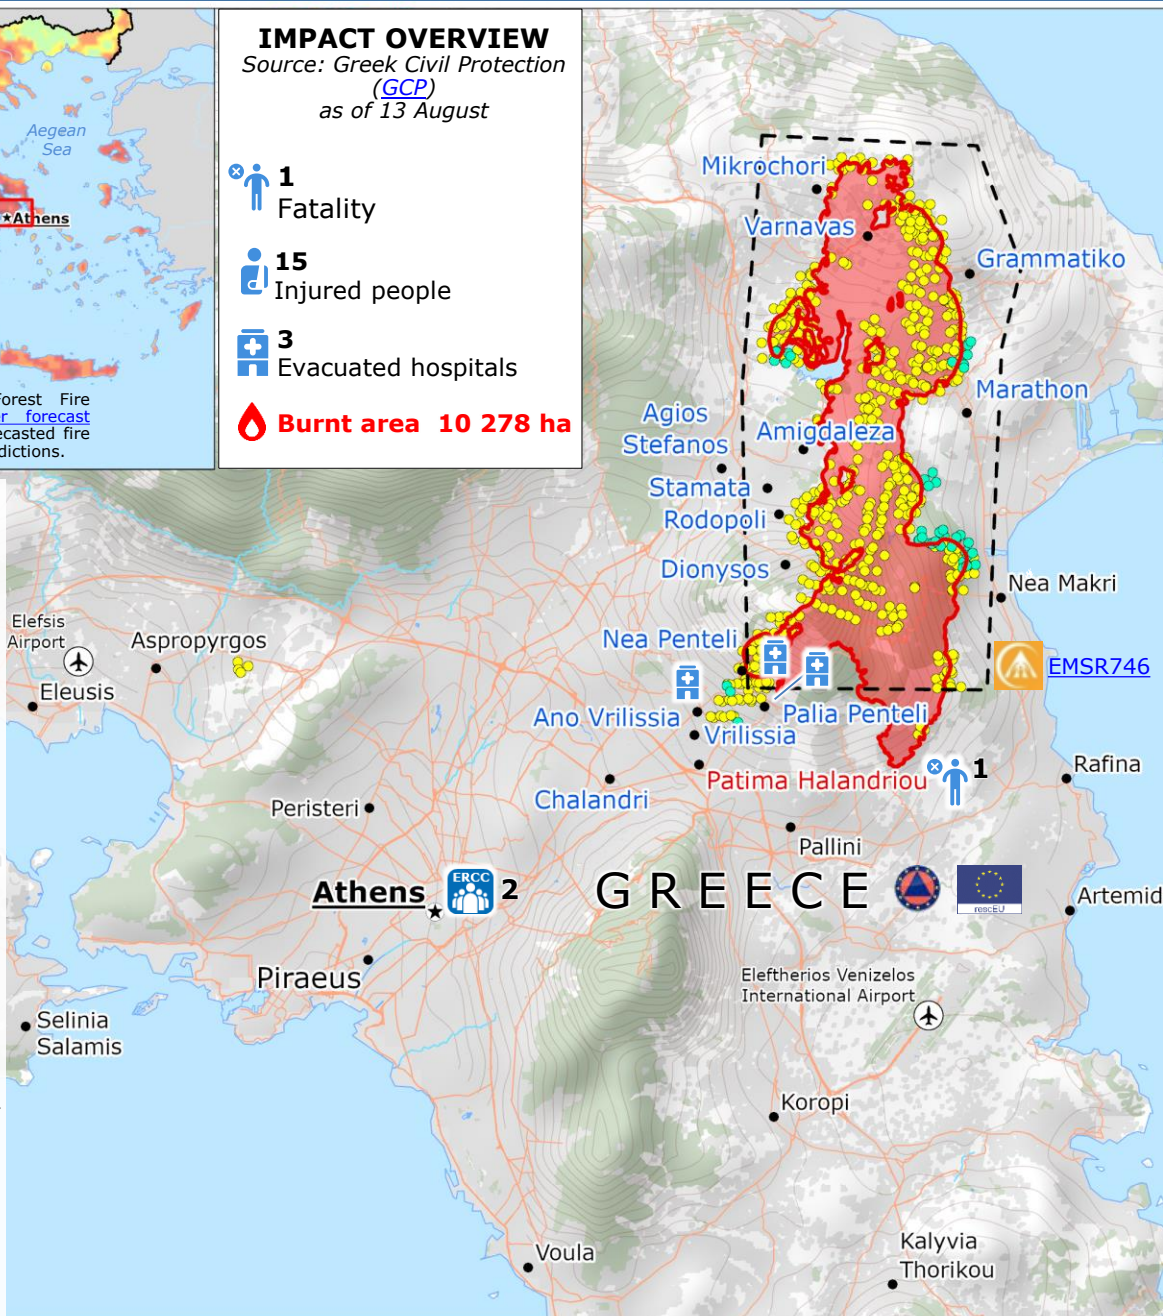 IMPACT OVERVIEW
Source: Greek Civil Protection
(GCP)
as of 13 August
1
Fatality
15
Injured people
3
Evacuated hospitals
Burnt area 10 278 ha
Aegean
Sea
Athens
Forest Fire
forecast
fire
Mikrochori
Varnavas
Grammatiko
Marathon
Agios
Stefanos
Amigdaleza
Stamata
Rodopoli
Dionysos
Nea Makri
Nea Penteli
EMSR746
Elefsis
Airport
Aspropyrgos
Eleusis
Ano Vrilissia
Palia Penteli
Vrilissia
Patima Halandriou
1
Rafina
Chalandri
Peristeri
Pallini
Athens
ERCC
2
GREECE
rescEU
Artemid
Piraeus
Eleftherios Venizelos
International Airport
Selinia
Salamis
Koropi
Voula
Kalyvia
Thorikou